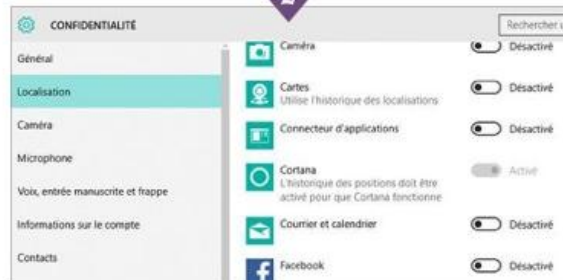 2
CONFIDENTIALITÉ
Rechercher u
Général
Localisation
Caméra
Microphone
Voix, entrée manuscrite et frappe
Informations sur le compte
Contacts
Caméra Désactivé
Cartes Désactivé
Utilise l'historique des localisations
Connecteur d'applications Désactivé
Cortana Activé
L'historique des positions doit être
activé pour que Cortana fonctionne
Courrier et calendrier Désactivé
Facebook Désactivé